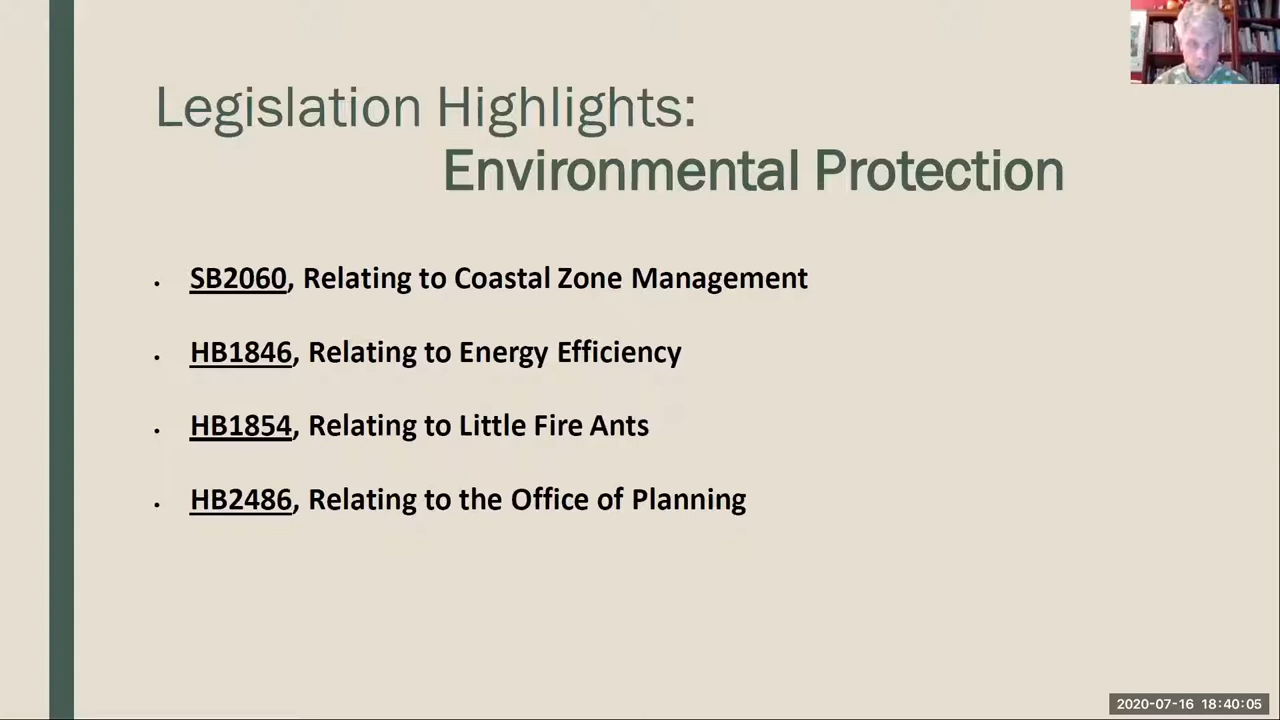 Legislation Highlights:
Environmental Protection
• SB2060, Relating to Coastal Zone Management
• HB1846, Relating to Energy Efficiency
• HB1854, Relating to Little Fire Ants
• HB2486, Relating to the Office of Planning
2020-07-16 18:40:05